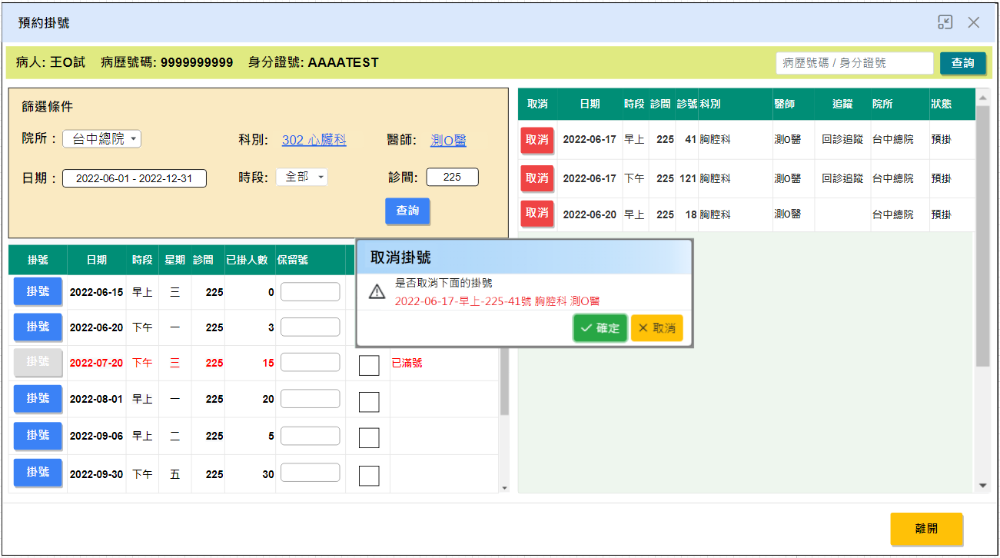 預約掛號
病人: 王O試 病歷號碼: 9999999999 身分證號: AAAATEST 病歷號碼 / 身分證號 查詢
篩選條件
院所 : 台中總院 科別: 302 心臟科 醫師: 測O醫
日期 : 2022-06-01 - 2022-12-31 時段: 全部 診間: 225
查詢
取消 日期 時段 診間 診號 科別 醫師 追蹤 院所 狀態
取消 2022-06-17 早上 225 41 胸腔科 測O醫 回診追蹤 台中總院 預掛
取消 2022-06-17 下午 225 121 胸腔科 測O醫 回診追蹤 台中總院 預掛
取消 2022-06-20 早上 225 18 胸腔科 測O醫 台中總院 預掛
掛號 日期 時段 星期 診間 已掛人數 保留號
掛號 2022-06-15 早上 三 225 0
掛號 2022-06-20 下午 一 225 3
掛號 2022-07-20 下午 三 225 15 已滿號
掛號 2022-08-01 早上 一 225 20
掛號 2022-09-06 早上 二 225 5
掛號 2022-09-30 下午 五 225 30
取消掛號
是否取消下面的掛號
2022-06-17-早上-225-41號 胸腔科 測O醫
確定 取消
離開